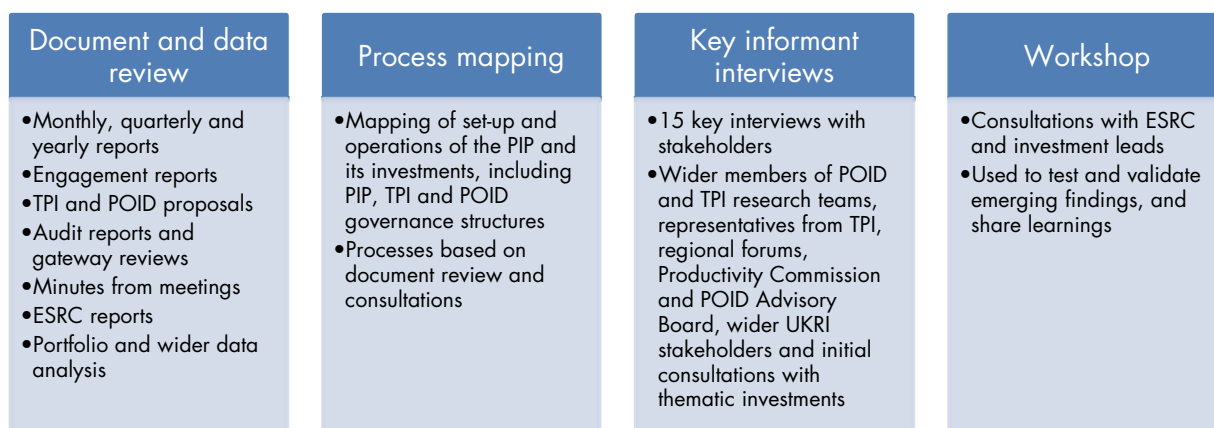 Document and data
review
•Monthly, quarterly and
yearly reports
•Engagement reports
•TPI and POID proposals
•Audit reports and
gateway reviews
•Minutes from meetings
•ESRC reports
•Portfolio and wider data
analysis
Process mapping
•Mapping of set-up and
operations of the PIP and
its investments, including
PIP, TPI and POID
governance structures
•Processes based on
document review and
consultations
Key informant
interviews
•15 key interviews with
stakeholders
•Wider members of POID
and TPI research teams,
representatives from TPI,
regional forums,
Productivity Commission
and POID Advisory
Board, wider UKRI
stakeholders and initial
consultations with
thematic investments
Workshop
•Consultations with ESRC
and investment leads
•Used to test and validate
emerging findings, and
share learnings